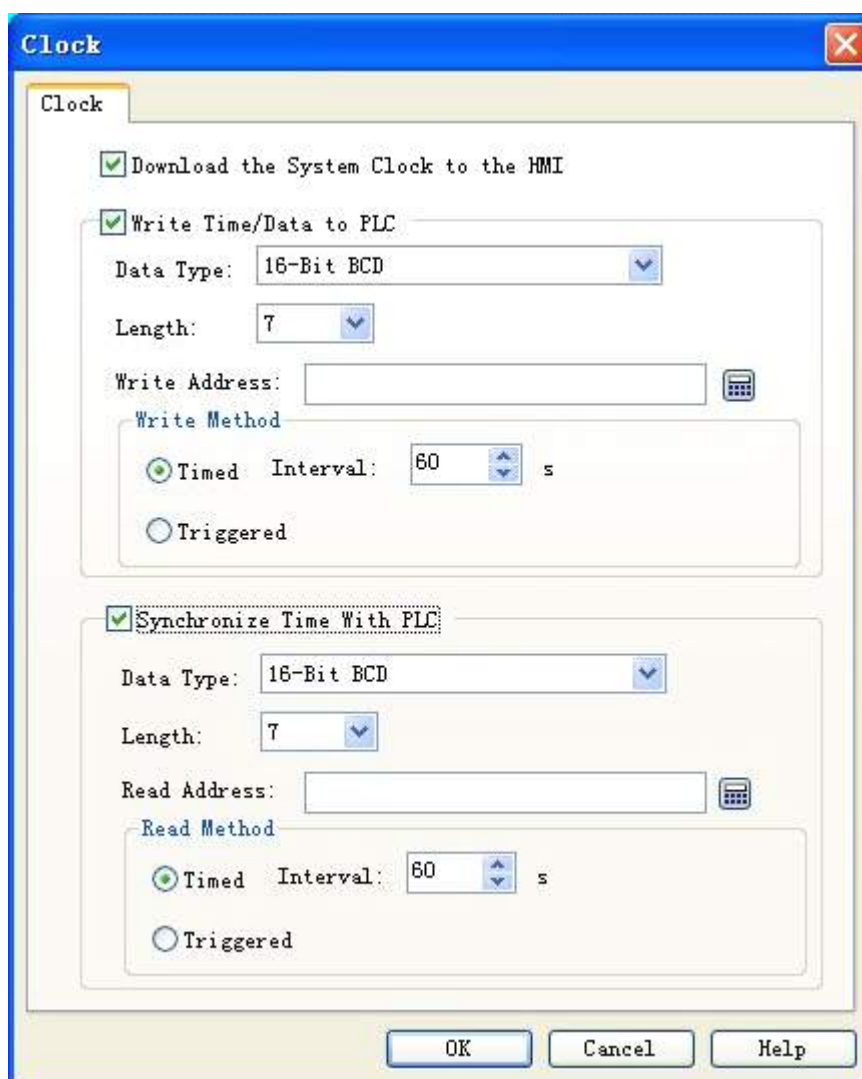 Clock
Clock
Download the System Clock to the HMI
Write Time/Data to PLC
Data Type: 16-Bit BCD
Length: 7
Write Address:
Write Method
Timed Interval: 60 s
Triggered
Synchronize Time With PLC
Data Type: 16-Bit BCD
Length: 7
Read Address:
Read Method
Timed Interval: 60 s
Triggered
OK Cancel Help